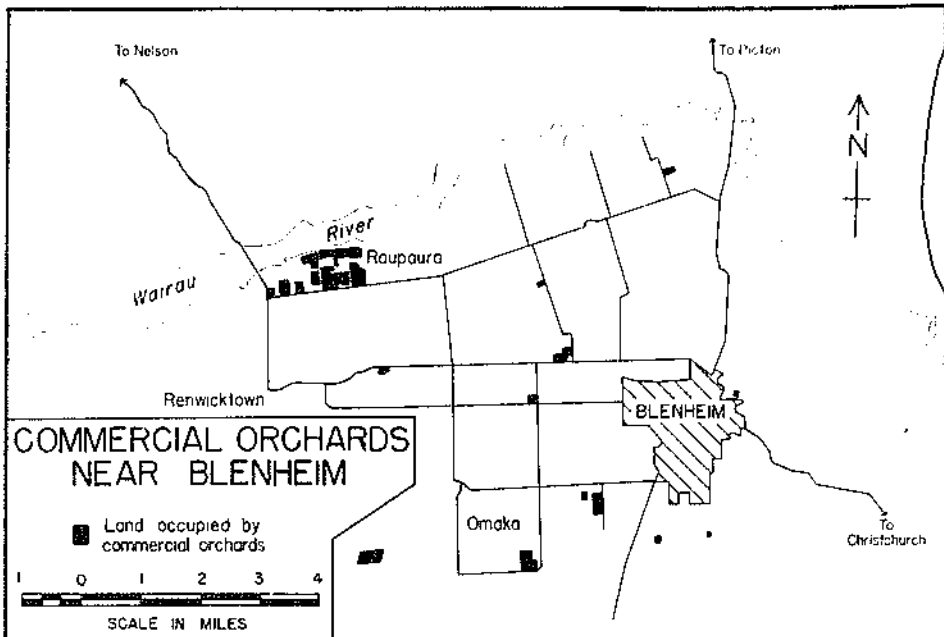 To Nelson
To Picton
N
River
Raupaura
Wairau
Renwicktown
BLENHEIM
COMMERCIAL ORCHARDS
NEAR BLENHEIM
Land occupied by
commercial orchards
Omaka
To
Christchurch
1 0 1 2 3 4
SCALE IN MILES